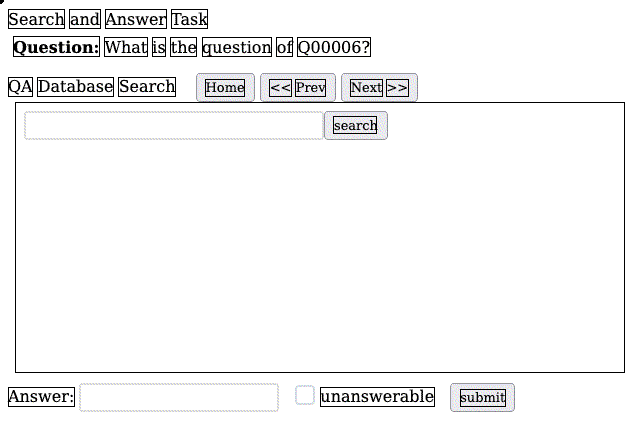 Search and Answer Task
Question: What is the question of Q00006?
QA Database Search Home << Prev Next >>
search
Answer: unanswerable submit